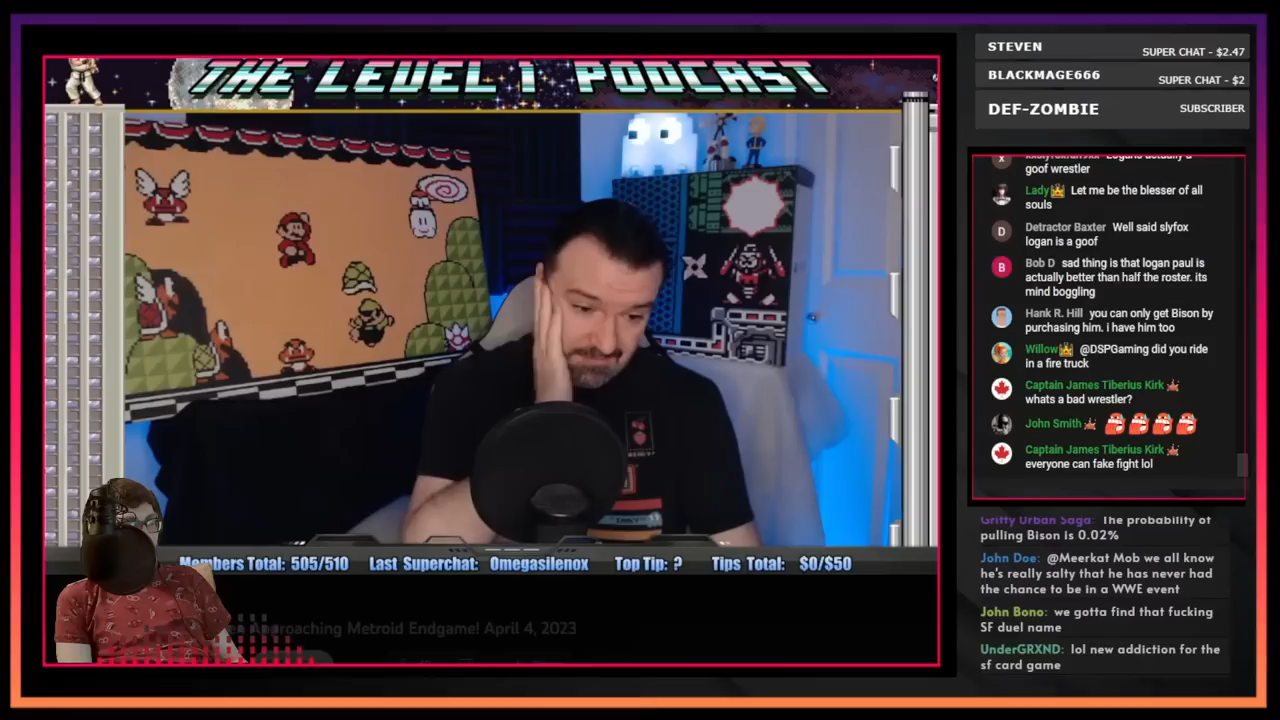 THE LEVEL 1 PODCAST
Members Total: 505/510 Last Superchat: Omegasilenox Top Tip: ? Tips Total: $0/$50
Approaching Metroid Endgame! April 4, 2023
STEVEN SUPER CHAT - $2.47
BLACKMAGE666 SUPER CHAT - $2
DEF-ZOMBIE SUBSCRIBER
goof wrestler
Lady Let me be the blesser of all
souls
Detractor Baxter Well said slyfox
logan is a goof
Bob D sad thing is that logan paul is
actually better than half the roster. its
mind boggling
Hank R. Hill you can only get Bison by
purchasing him. i have him too
Willow @DSPGaming did you ride
in a fire truck
Captain James Tiberius Kirk
whats a bad wrestler?
John Smith
Captain James Tiberius Kirk
everyone can fake fight lol
Griffy Urban Saga: The probability of
pulling Bison is 0.02%
John Doe: @Meerkat Mob we all know
he's really salty that he has never had
the chance to be in a WWE event
John Bono: we gotta find that fucking
SF duel name
UnderGRXND: lol new addiction for the
sf card game